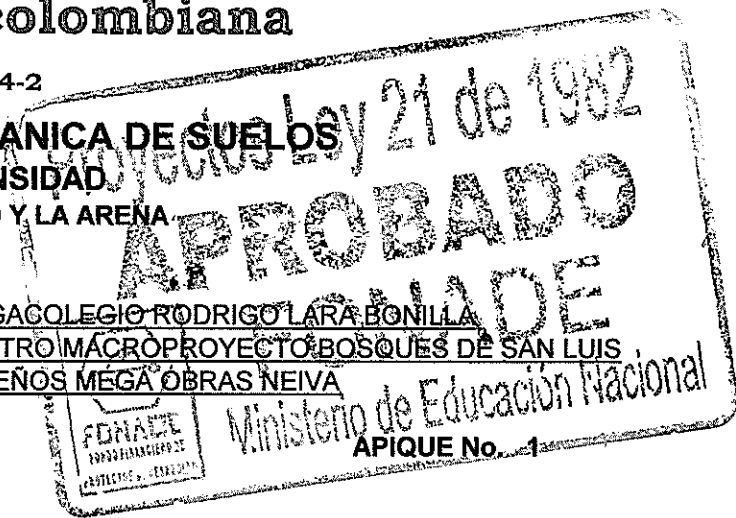 colombiana
4-2
ANICA DE SUELOS
NSIDAD
Y LA ARENA
Proyectos Ley 21 de 1982
APROBADO
FONADE
GACOLEGIO RODRIGO LARA BONILLA
TRO MACROPROYECTO BOSQUES DE SAN LUIS
EÑOS MEGA OBRAS NEIVA
FONADE
Ministerio de Educación Nacional
APIQUE No. 1